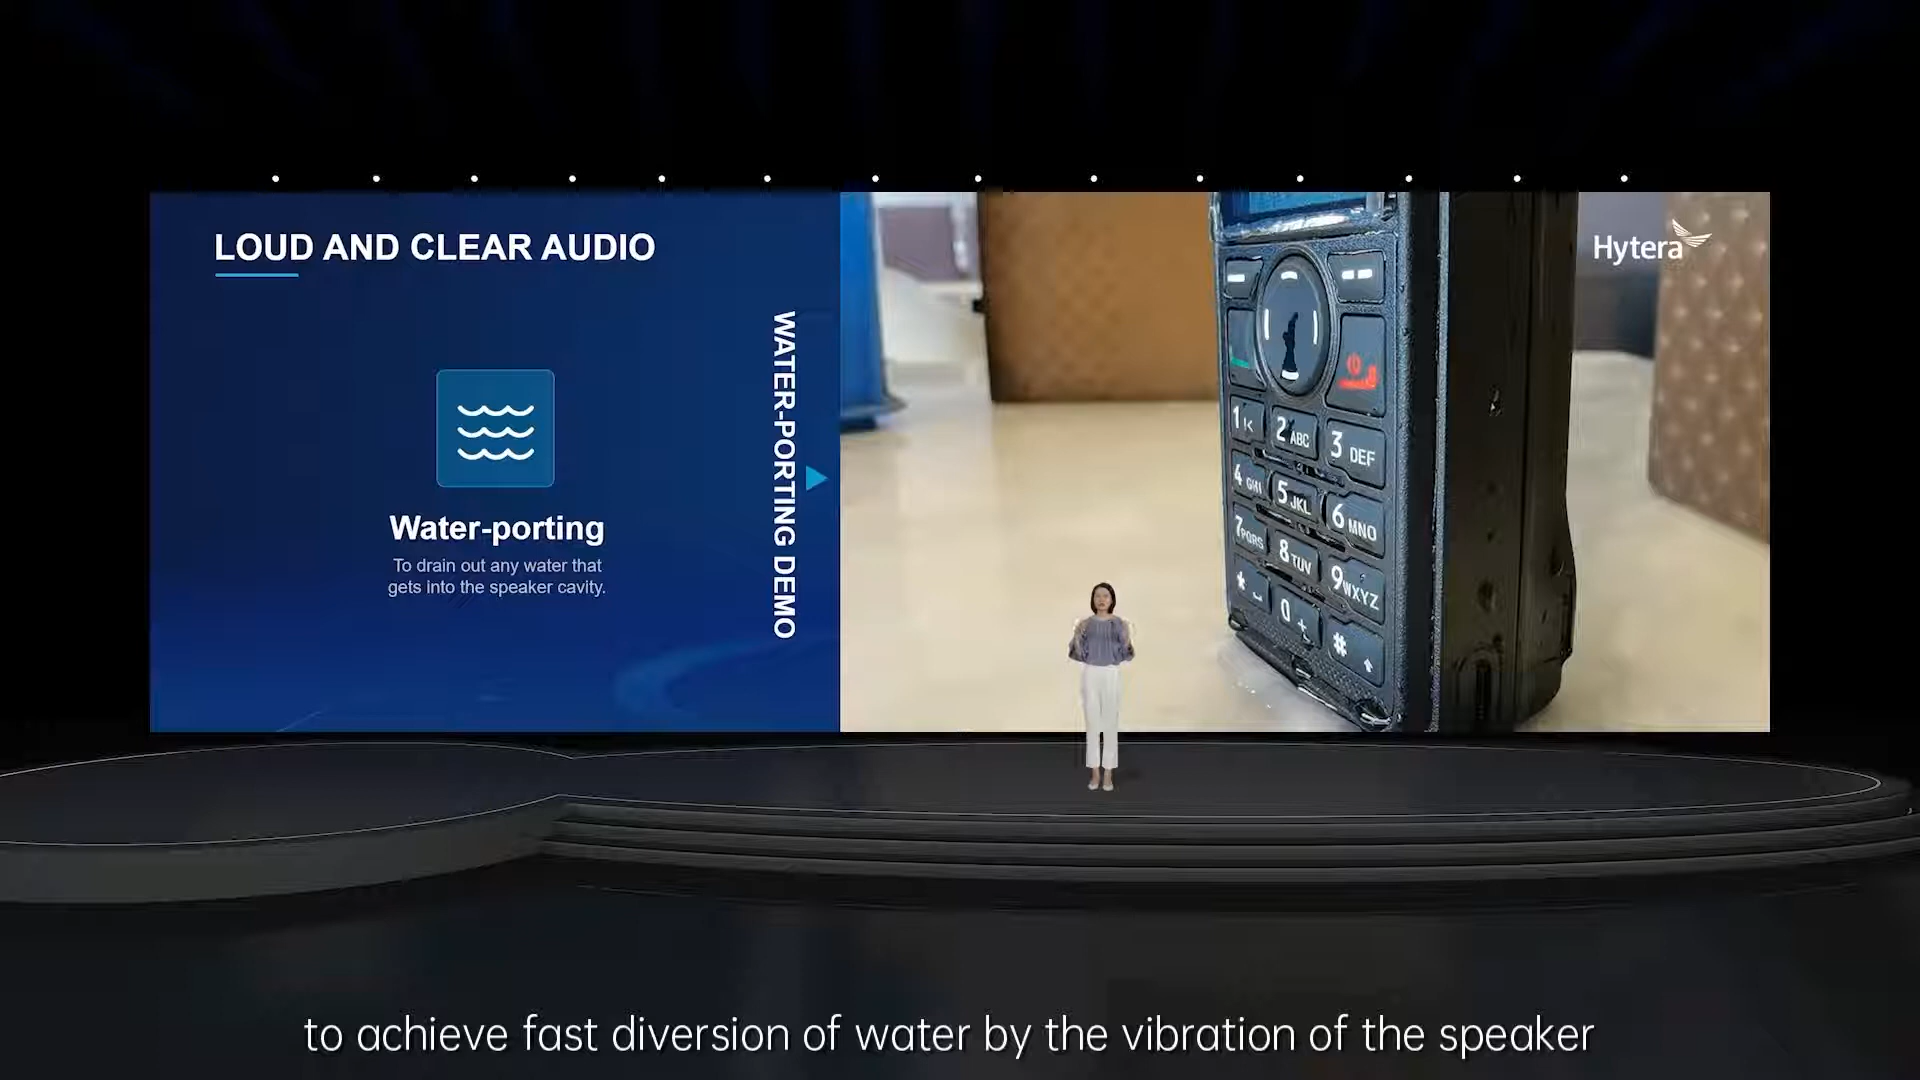 LOUD AND CLEAR AUDIO
Hytera
Water-porting
To drain out any water that
gets into the speaker cavity.
WATER-PORTING DEMO
1
2 ABC
3 DEF
4 GHI
5 JKL
6 MNO
7 PQRS
8 TUV
9 WXYZ
*
0 +
#
to achieve fast diversion of water by the vibration of the speaker